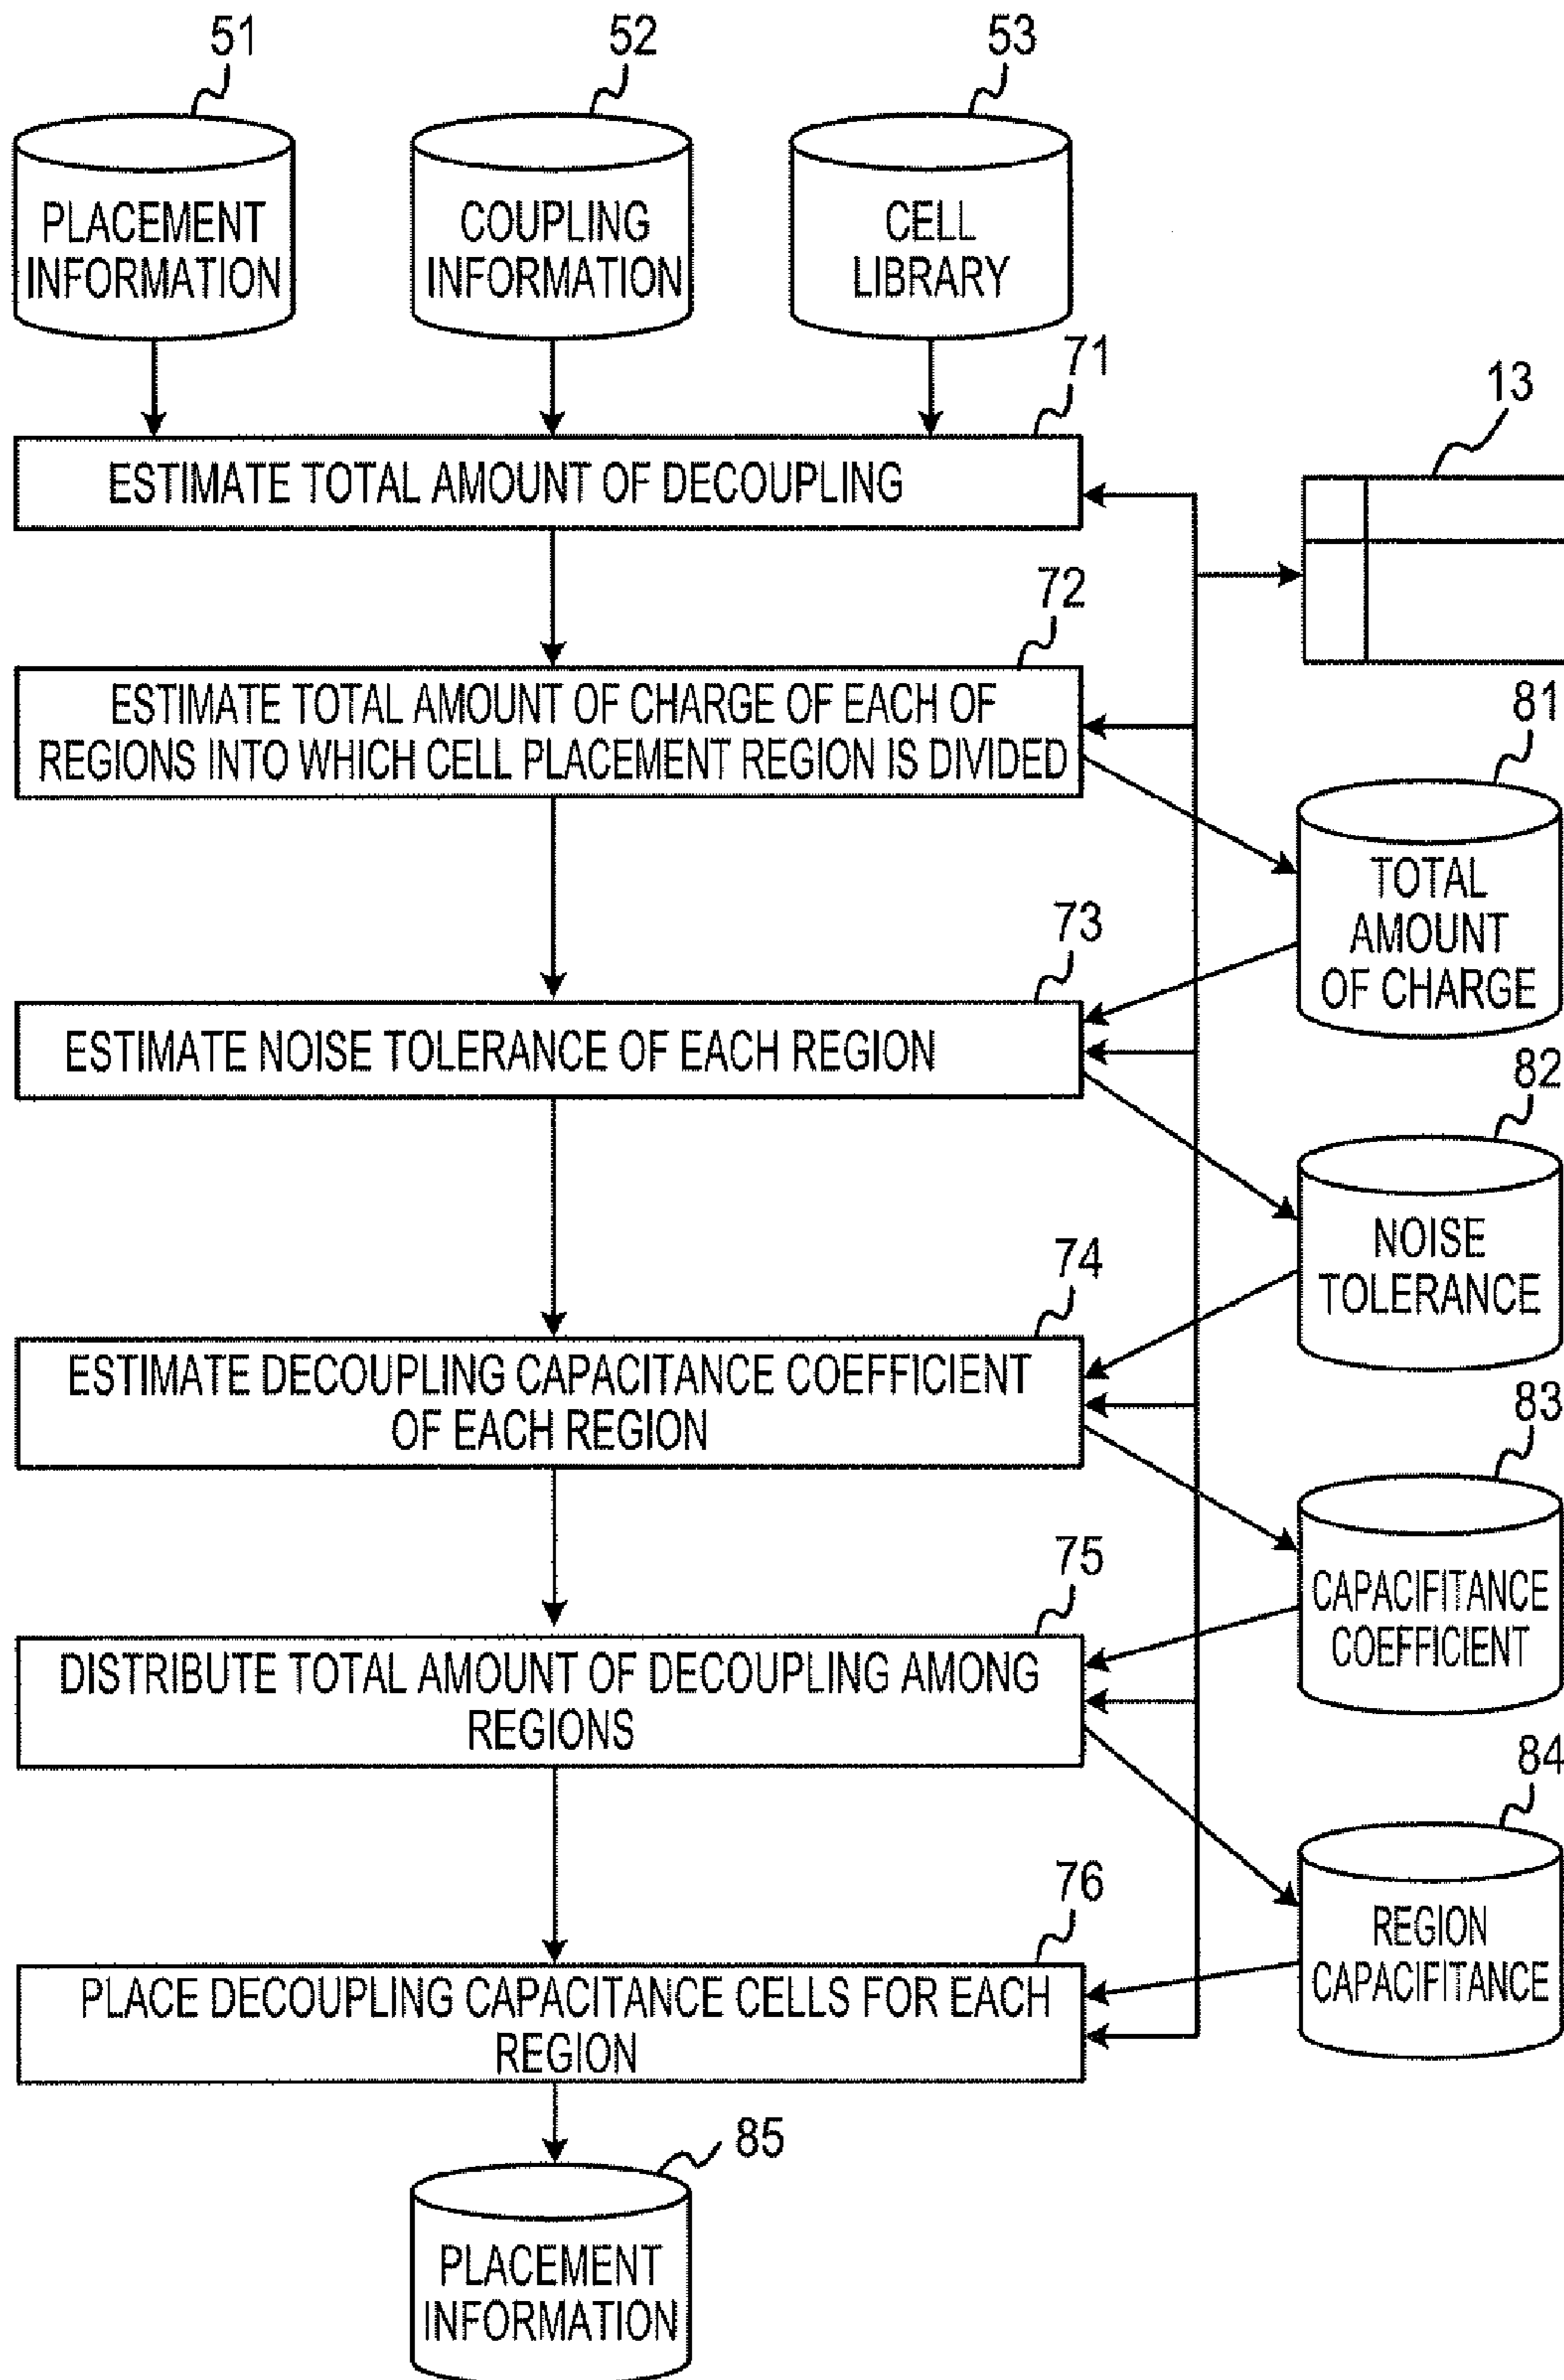 51
52
53
PLACEMENT
INFORMATION
COUPLING
INFORMATION
CELL
LIBRARY
71
ESTIMATE TOTAL AMOUNT OF DECOUPLING
13
72
ESTIMATE TOTAL AMOUNT OF CHARGE OF EACH OF
REGIONS INTO WHICH CELL PLACEMENT REGION IS DIVIDED
81
TOTAL
AMOUNT
OF CHARGE
73
ESTIMATE NOISE TOLERANCE OF EACH REGION
82
NOISE
TOLERANCE
74
ESTIMATE DECOUPLING CAPACITANCE COEFFICIENT
OF EACH REGION
83
CAPACIFITANCE
COEFFICIENT
75
DISTRIBUTE TOTAL AMOUNT OF DECOUPLING AMONG
REGIONS
84
REGION
CAPACIFITANCE
76
PLACE DECOUPLING CAPACITANCE CELLS FOR EACH
REGION
85
PLACEMENT
INFORMATION